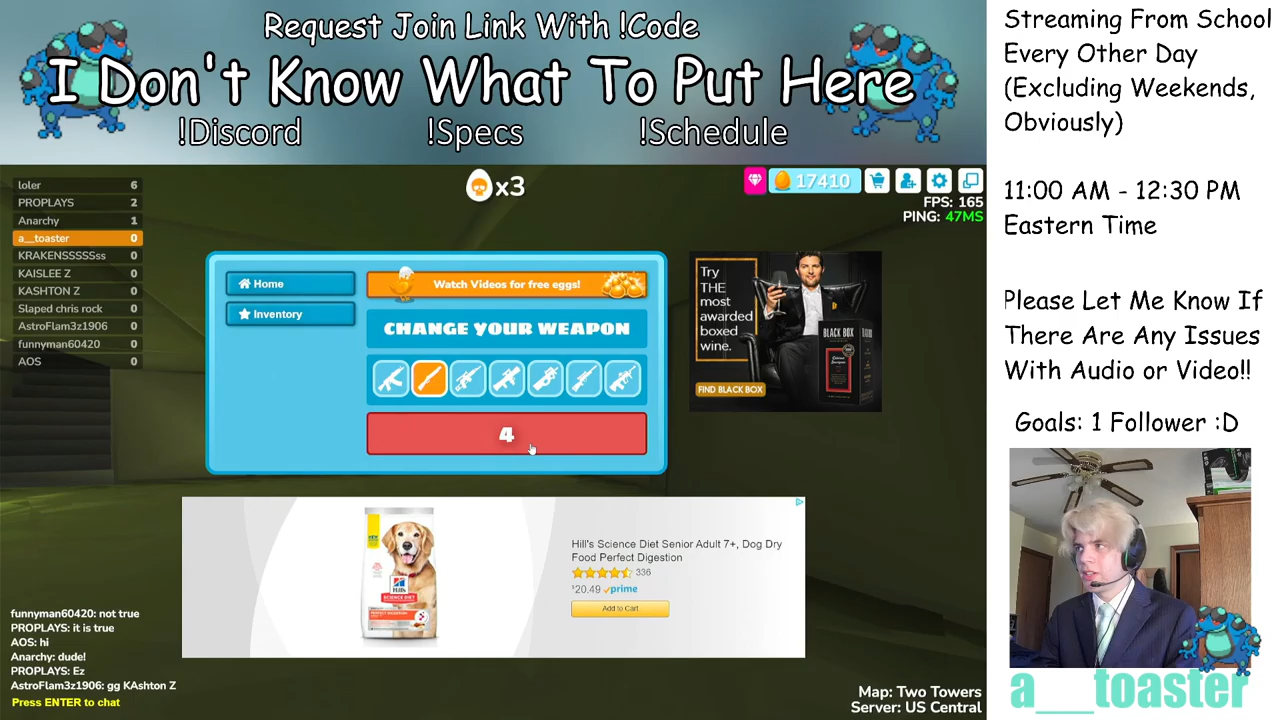 Request Join Link With !Code
I Don't Know What To Put Here
!Discord
!Specs
!Schedule
Streaming From School
Every Other Day
(Excluding Weekends,
Obviously)
11:00 AM - 12:30 PM
Eastern Time
Please Let Me Know If
There Are Any Issues
With Audio or Video!!
Goals: 1 Follower :D
a__toaster
loler 6
PROPLAYS 2
Anarchy 1
a__toaster 0
KRAKENSSSSSss 0
KAISLEE Z 0
KASHTON Z 0
Slaped chris rock 0
AstroFlam3z1906 0
funnyman60420 0
AOS 0
x3
17410
FPS: 165
PING: 47MS
Home
Inventory
Watch Videos for free eggs!
CHANGE YOUR WEAPON
4
Try
THE
most
awarded
boxed
wine.
FIND BLACK BOX
BLACK BOX
Hill's
SCIENCE DIET
Hill's Science Diet Senior Adult 7+, Dog Dry
Food Perfect Digestion
336
$20.49 prime
Add to Cart
funnyman60420: not true
PROPLAYS: it is true
AOS: hi
Anarchy: dude!
PROPLAYS: Ez
AstroFlam3z1906: gg KAshton Z
Press ENTER to chat
Map: Two Towers
Server: US Central